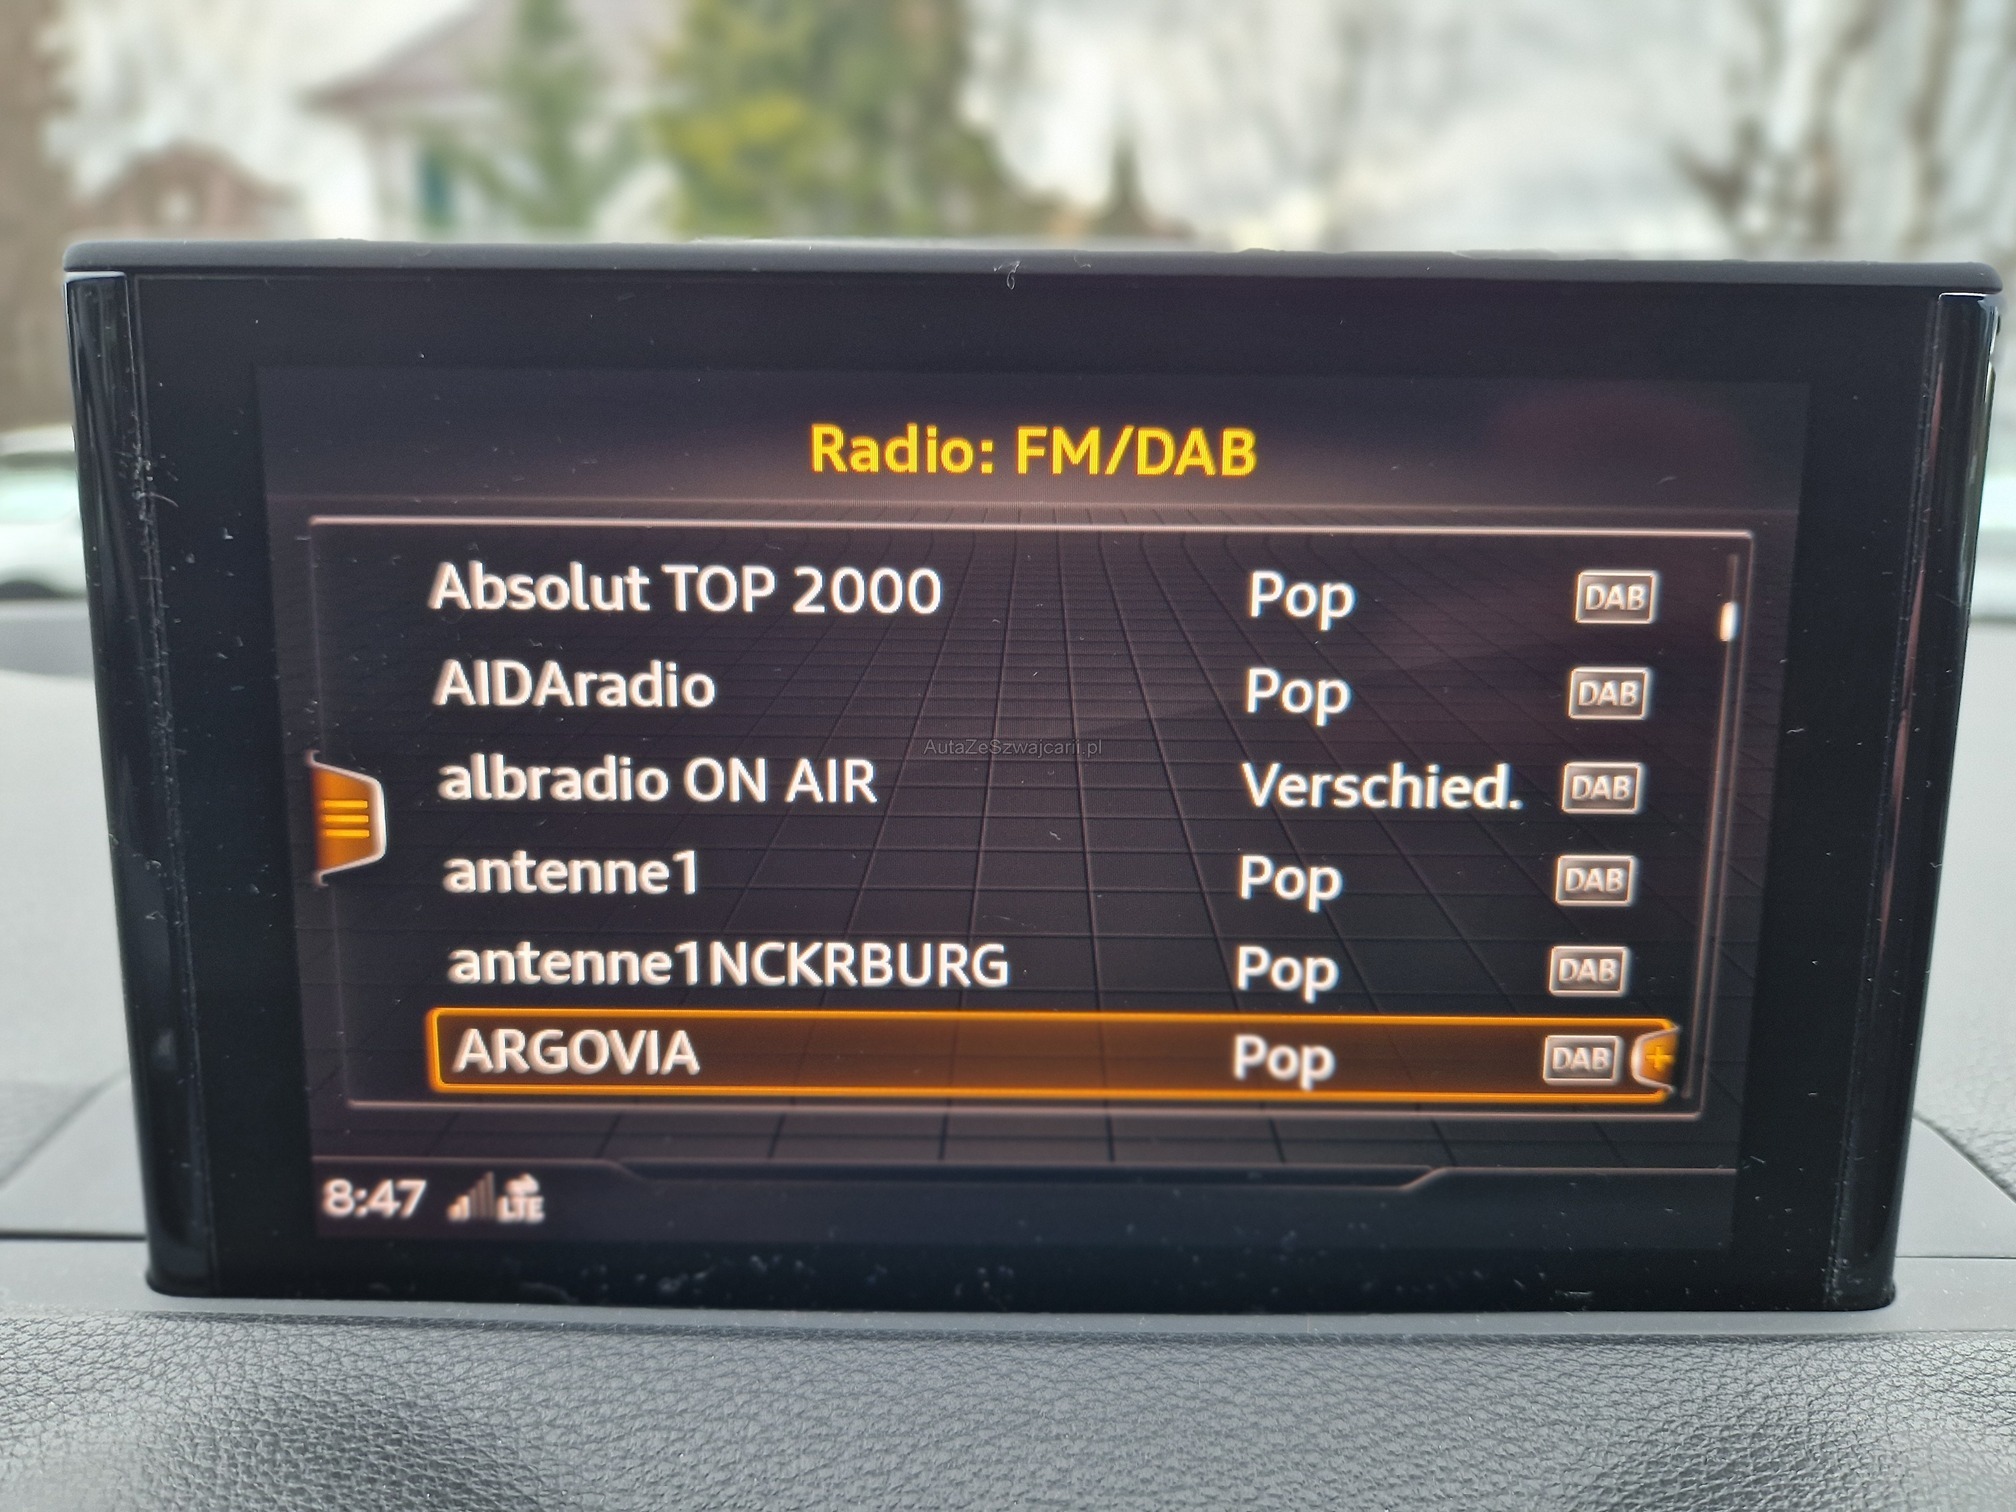 Radio: FM/DAB
Absolut TOP 2000 Pop DAB
AIDAradio Pop DAB
AutaZeSzwajcarii.pl
albradio ON AIR Verschied. DAB
antenne1 Pop DAB
antenne1NCKRBURG Pop DAB
ARGOVIA Pop DAB +
8:47 LTE